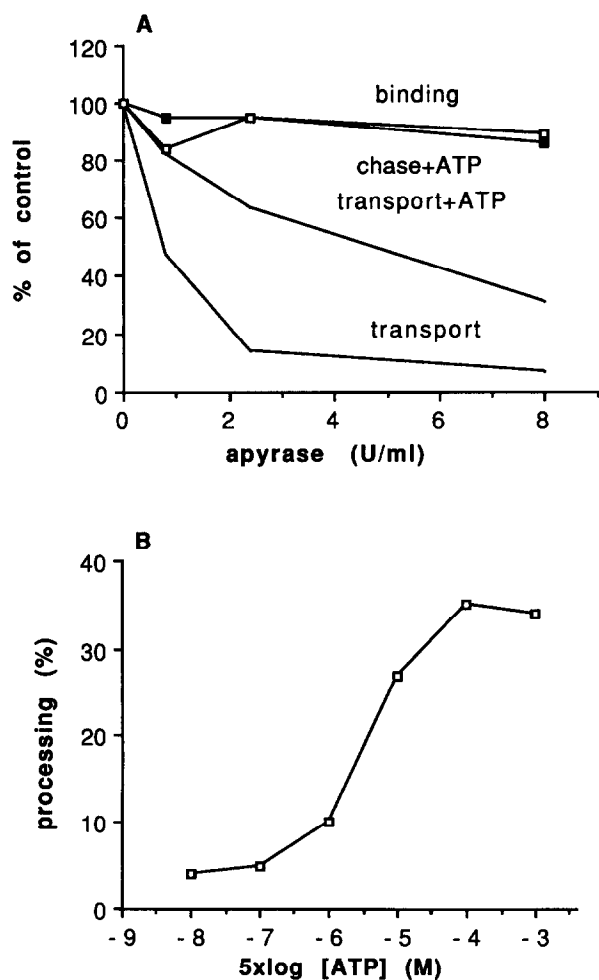 A
120
100
80
60
40
20
0
% of control
binding
chase+ATP
transport+ATP
transport
0
2
4
6
8
apyrase (U/ml)
B
40
30
20
10
0
processing (%)
- 9
- 8
- 7
- 6
- 5
- 4
- 3
5xlog [ATP] (M)